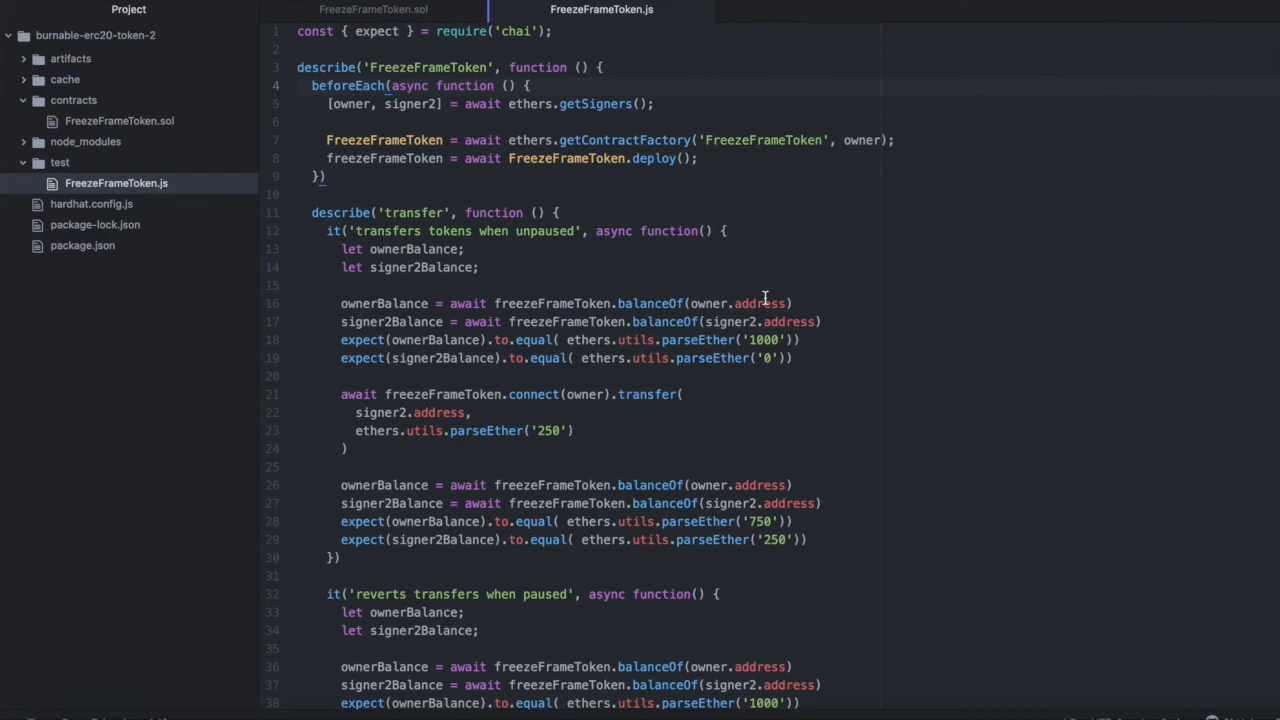 Project
burnable-erc20-token-2
artifacts
cache
contracts
FreezeFrameToken.sol
node_modules
test
FreezeFrameToken.js
hardhat.config.js
package-lock.json
package.json
FreezeFrameToken.sol
FreezeFrameToken.js
1 const { expect } = require('chai');
2
3 describe('FreezeFrameToken', function () {
4 beforeEach(async function () {
5 [owner, signer2] = await ethers.getSigners();
6
7 FreezeFrameToken = await ethers.getContractFactory('FreezeFrameToken', owner);
8 freezeFrameToken = await FreezeFrameToken.deploy();
9 })
10
11 describe('transfer', function () {
12 it('transfers tokens when unpaused', async function() {
13 let ownerBalance;
14 let signer2Balance;
15
16 ownerBalance = await freezeFrameToken.balanceOf(owner.address)
17 signer2Balance = await freezeFrameToken.balanceOf(signer2.address)
18 expect(ownerBalance).to.equal( ethers.utils.parseEther('1000'))
19 expect(signer2Balance).to.equal( ethers.utils.parseEther('0'))
20
21 await freezeFrameToken.connect(owner).transfer(
22 signer2.address,
23 ethers.utils.parseEther('250')
24 )
25
26 ownerBalance = await freezeFrameToken.balanceOf(owner.address)
27 signer2Balance = await freezeFrameToken.balanceOf(signer2.address)
28 expect(ownerBalance).to.equal( ethers.utils.parseEther('750'))
29 expect(signer2Balance).to.equal( ethers.utils.parseEther('250'))
30 })
31
32 it('reverts transfers when paused', async function() {
33 let ownerBalance;
34 let signer2Balance;
35
36 ownerBalance = await freezeFrameToken.balanceOf(owner.address)
37 signer2Balance = await freezeFrameToken.balanceOf(signer2.address)
38 expect(ownerBalance).to.equal( ethers.utils.parseEther('1000'))